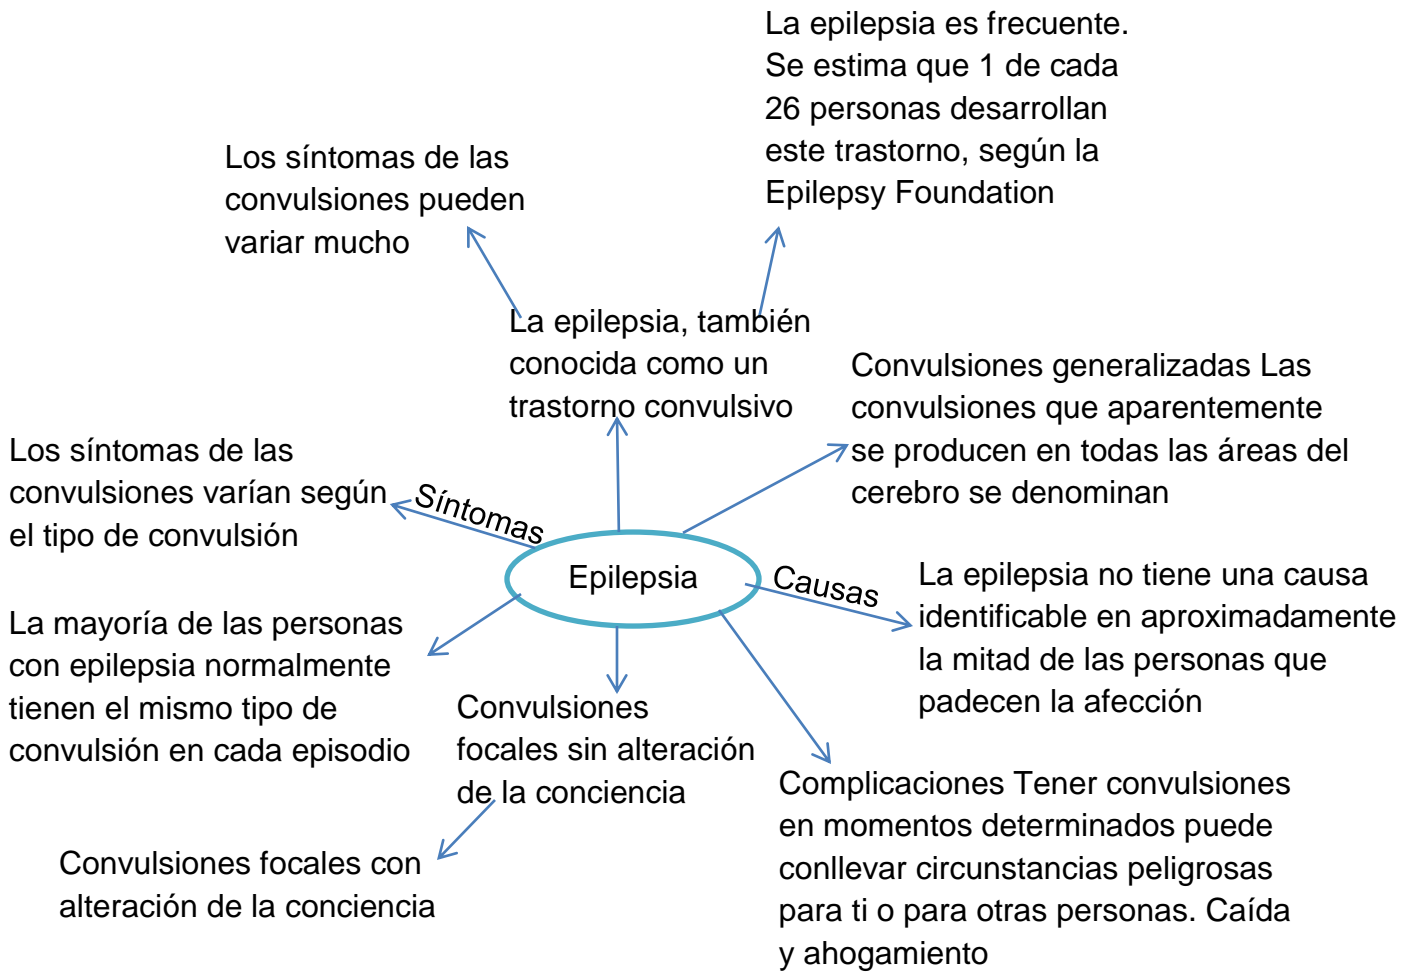 La epilepsia es frecuente.
Se estima que 1 de cada
26 personas desarrollan
este trastorno, según la
Epilepsy Foundation
Los síntomas de las
convulsiones pueden
variar mucho
La epilepsia, también
conocida como un
trastorno convulsivo
Convulsiones generalizadas Las
convulsiones que aparentemente
se producen en todas las áreas del
cerebro se denominan
Los síntomas de las
convulsiones varían según
el tipo de convulsión
Síntomas
Epilepsia
Causas
La epilepsia no tiene una causa
identificable en aproximadamente
la mitad de las personas que
padecen la afección
La mayoría de las personas
con epilepsia normalmente
tienen el mismo tipo de
convulsión en cada episodio
Convulsiones
focales sin alteración
de la conciencia
Complicaciones Tener convulsiones
en momentos determinados puede
conllevar circunstancias peligrosas
para ti o para otras personas. Caída
y ahogamiento
Convulsiones focales con
alteración de la conciencia